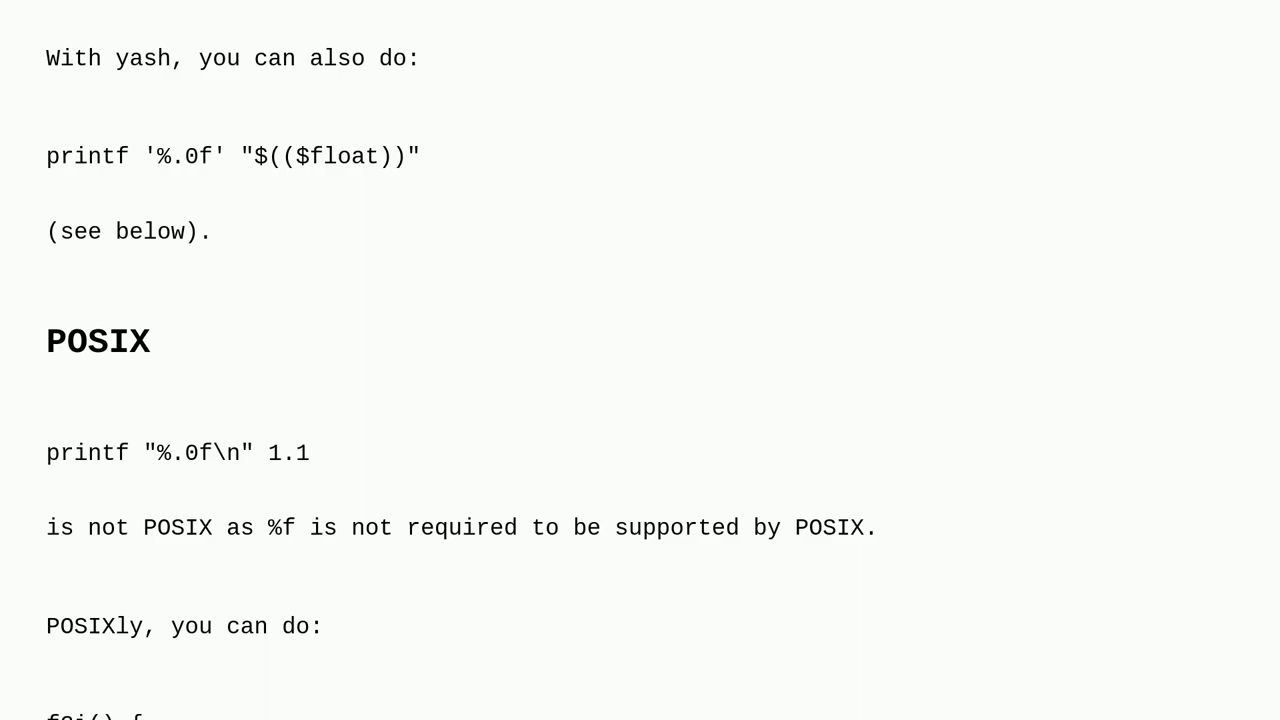 With yash, you can also do:
printf '%.0f' "$(($float))"
(see below).
POSIX
printf "%.0f\n" 1.1
is not POSIX as %f is not required to be supported by POSIX.
POSIXly, you can do: